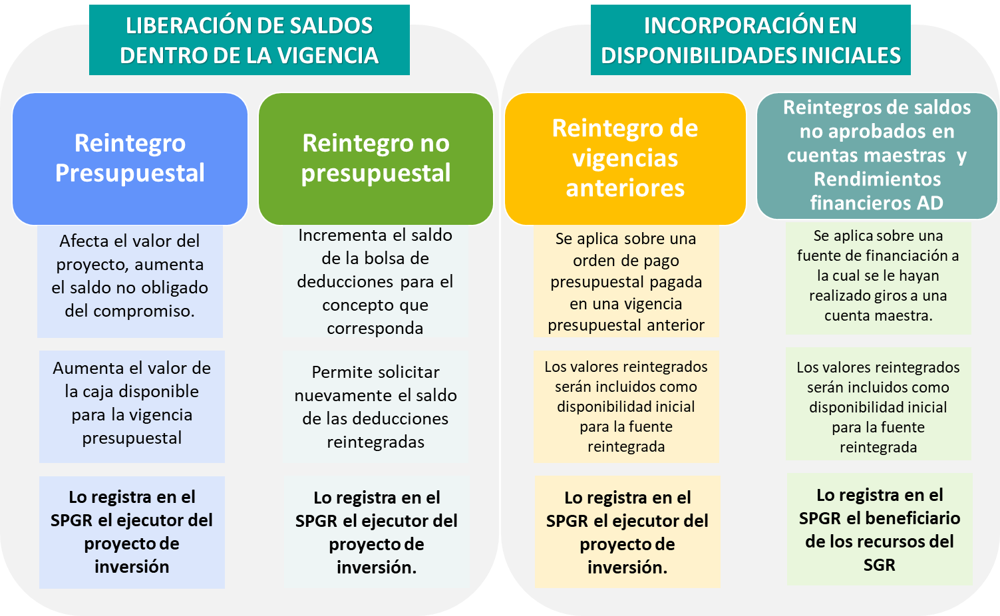 LIBERACIÓN DE SALDOS
DENTRO DE LA VIGENCIA
Reintegro
Presupuestal
Afecta el valor del
proyecto, aumenta
el saldo no obligado
del compromiso.
Aumenta el valor de
la caja disponible
para la vigencia
presupuestal
Lo registra en el
SPGR el ejecutor del
proyecto de
inversión
Reintegro no
presupuestal
Incrementa el saldo
de la bolsa de
deducciones para el
concepto que
corresponda
Permite solicitar
nuevamente el saldo
de las deducciones
reintegradas
Lo registra en el
SPGR el ejecutor del
proyecto de
inversión.
INCORPORACIÓN EN
DISPONIBILIDADES INICIALES
Reintegro de
vigencias
anteriores
Se aplica sobre una
orden de pago
presupuestal pagada
en una vigencia
presupuestal anterior
Los valores reintegrados
serán incluidos como
disponibilidad inicial
para la fuente
reintegrada
Lo registra en el
SPGR el ejecutor del
proyecto de
inversión.
Reintegros de saldos
no aprobados en
cuentas maestras y
Rendimientos
financieros AD
Se aplica sobre una
fuente de financiación a
la cual se le hayan
realizado giros a una
cuenta maestra.
Los valores reintegrados
serán incluidos como
disponibilidad inicial
para la fuente
reintegrada
Lo registra en el
SPGR el beneficiario
de los recursos del
SGR